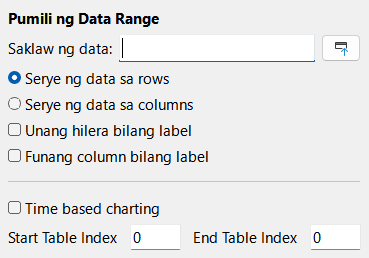 Pumili ng Data Range
Saklaw ng data:
Serye ng data sa rows
Serye ng data sa columns
Unang hilera bilang label
Funang column bilang label
Time based charting
Start Table Index 0 End Table Index 0